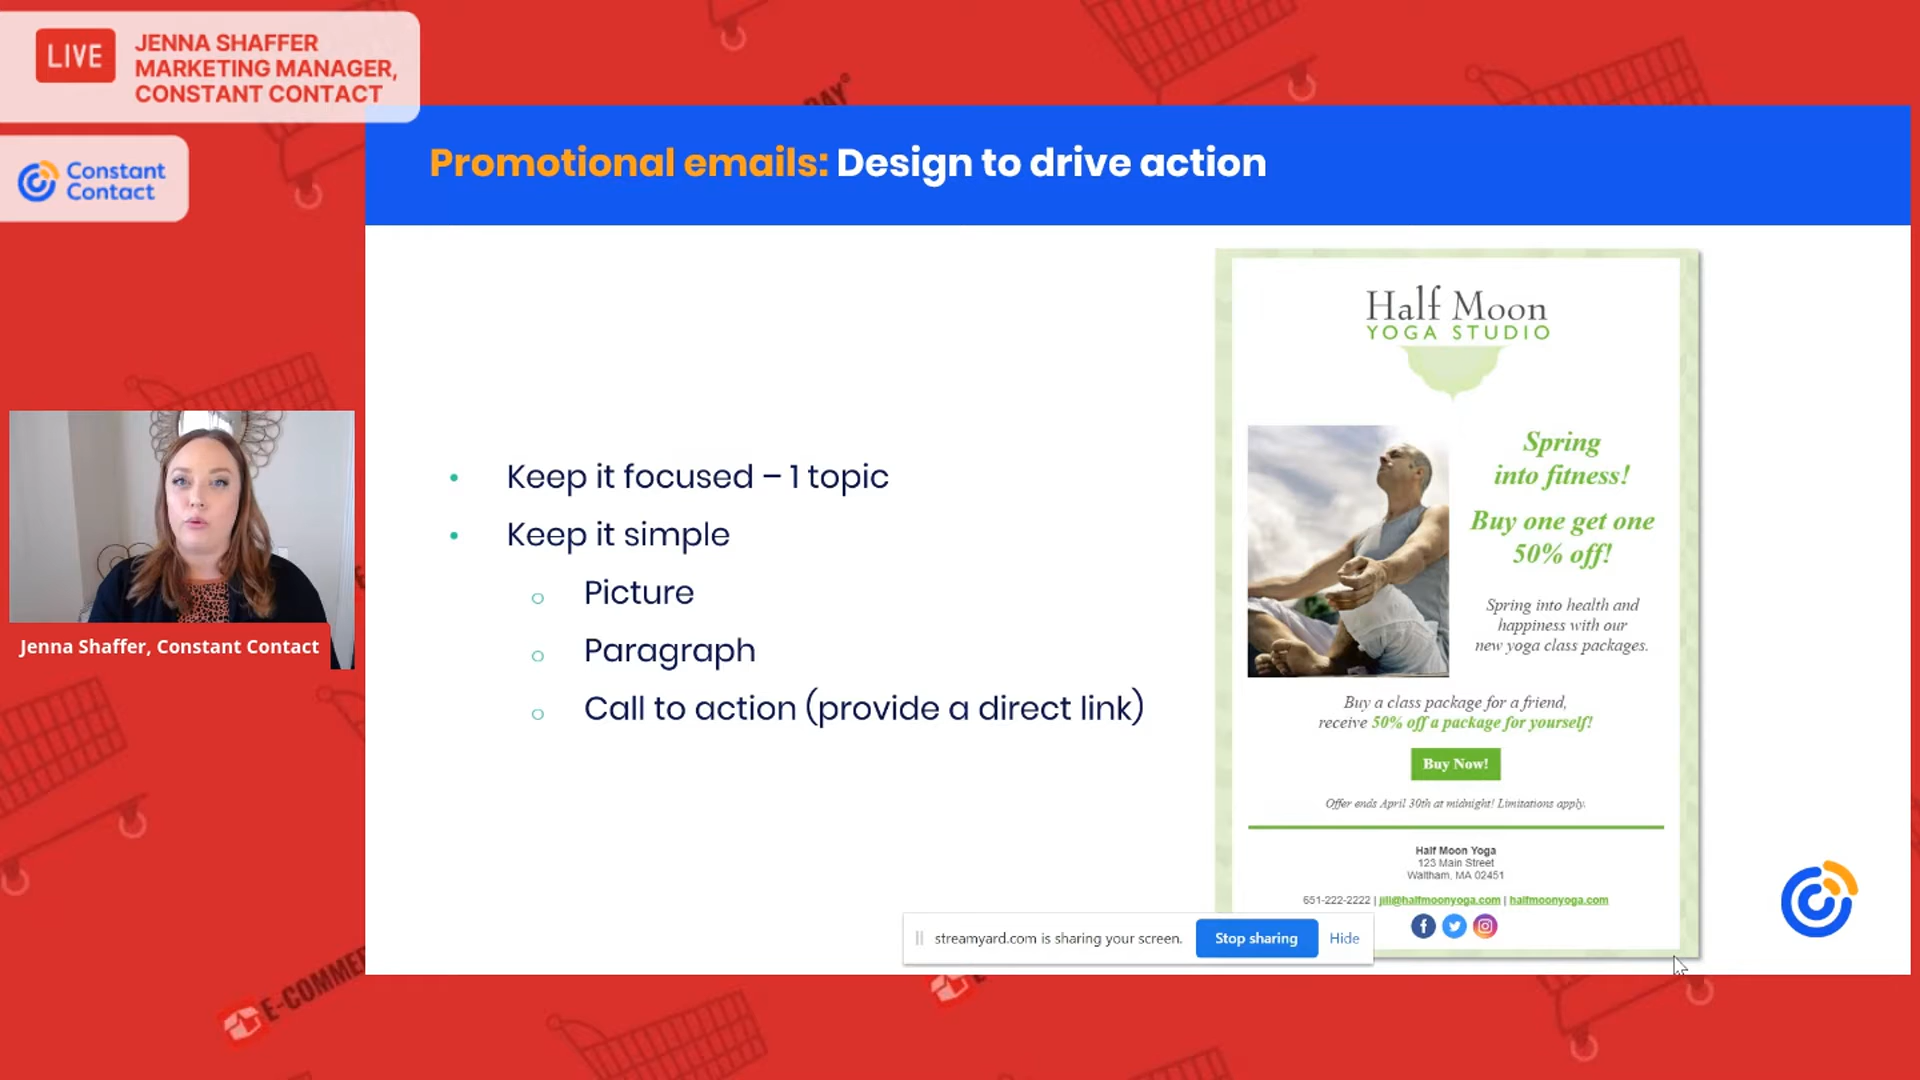 LIVE
JENNA SHAFFER
MARKETING MANAGER,
CONSTANT CONTACT
Constant
Contact
Promotional emails: Design to drive action
• Keep it focused – 1 topic
• Keep it simple
o Picture
o Paragraph
o Call to action (provide a direct link)
Jenna Shaffer, Constant Contact
Half Moon
YOGA STUDIO
Spring
into fitness!
Buy one get one
50% off!
Spring into health and
happiness with our
new yoga class packages.
Buy a class package for a friend,
receive 50% off a package for yourself!
Buy Now!
Offer ends April 30th at midnight! Limitations apply.
Half Moon Yoga
123 Main Street
Waltham, MA 02451
651-222-2222 | jill@halfmoonyoga.com | halfmoonyoga.com
streamyard.com is sharing your screen.
Stop sharing
Hide
E-COMME